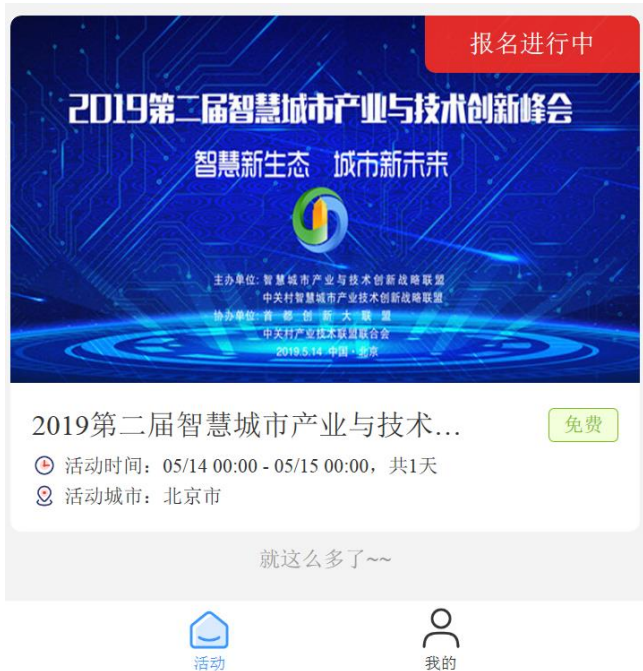 报名进行中
2019第二届智慧城市产业与技术创新峰会
智慧新生态 城市新未来
主办单位:智慧城市产业与技术创新战略联盟
中关村智慧城市产业技术创新战略联盟
协办单位:首都创新大联盟
中关村产业技术联盟联合会
2019.5.14 中国·北京
2019第二届智慧城市产业与技术...
免费
活动时间：05/14 00:00 - 05/15 00:00，共1天
活动城市：北京市
就这么多了~~
活动
我的